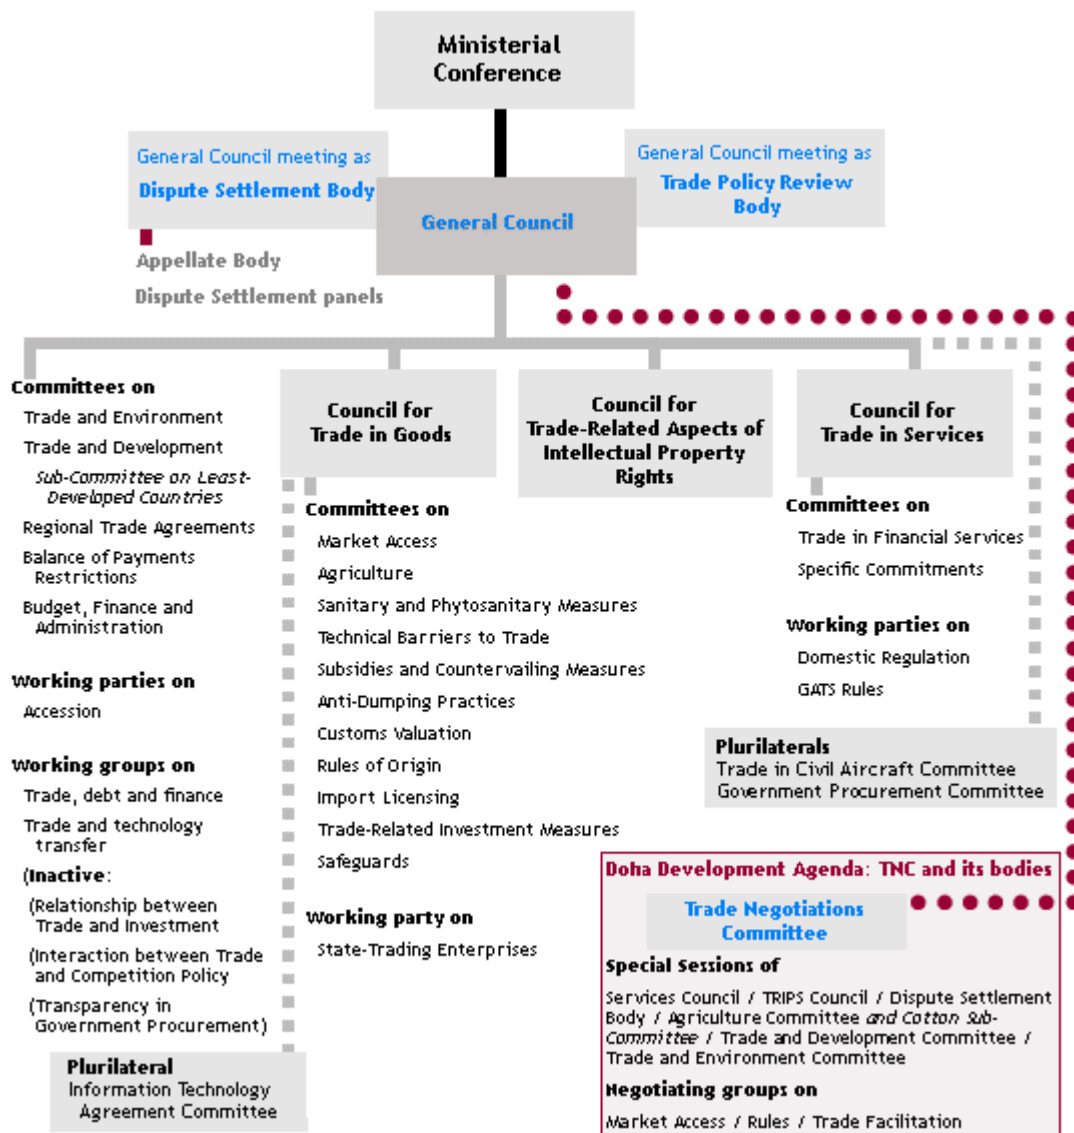 Ministerial
Conference
General Council meeting as
Dispute Settlement Body
General Council meeting as
Trade Policy Review
Body
General Council
Appellate Body
Dispute Settlement panels
Committees on
Trade and Environment
Trade and Development
Sub-Committee on Least-
Developed Countries
Regional Trade Agreements
Balance of Payments
Restrictions
Budget, Finance and
Administration
Working parties on
Accession
Working groups on
Trade, debt and finance
Trade and technology
transfer
(Inactive:
(Relationship between
Trade and Investment
(Interaction between Trade
and Competition Policy
(Transparency in
Government Procurement)
Plurilateral
Information Technology
Agreement Committee
Council for
Trade in Goods
Committees on
Market Access
Agriculture
Sanitary and Phytosanitary Measures
Technical Barriers to Trade
Subsidies and Countervailing Measures
Anti-Dumping Practices
Customs Valuation
Rules of Origin
Import Licensing
Trade-Related Investment Measures
Safeguards
Working party on
State-Trading Enterprises
Council for
Trade-Related Aspects of
Intellectual Property
Rights
Council for
Trade in Services
Committees on
Trade in Financial Services
Specific Commitments
Working parties on
Domestic Regulation
GATS Rules
Plurilaterals
Trade in Civil Aircraft Committee
Government Procurement Committee
Doha Development Agenda: TNC and its bodies
Trade Negotiations
Committee
Special Sessions of
Services Council / TRIPS Council / Dispute Settlement
Body / Agriculture Committee and Cotton Sub-
Committee / Trade and Development Committee /
Trade and Environment Committee
Negotiating groups on
Market Access / Rules / Trade Facilitation